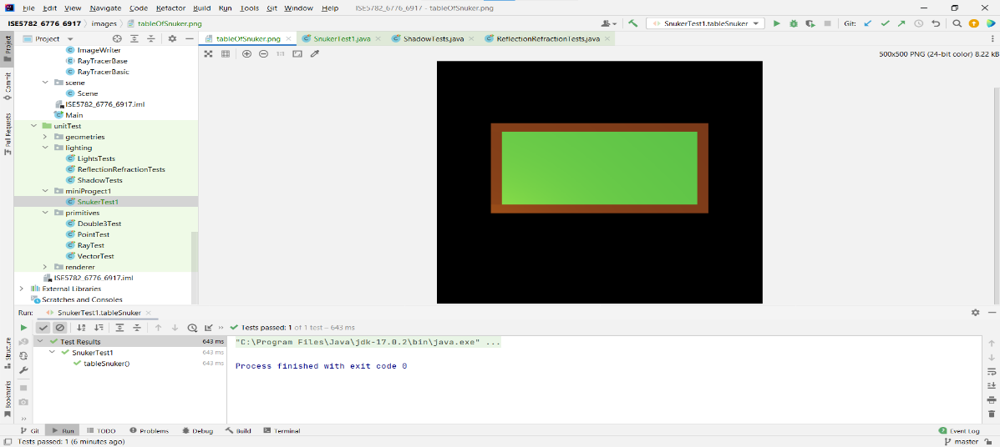 File Edit View Navigate Code Refactor Build Run Tools Git Window Help ISE5782_6776_6917 - tableOfSnuker.png
ISE5782_6776_6917 images tableOfSnuker.png SnukerTest1.tableSnuker Git:
Project tableOfSnuker.png SnukerTest1.java ShadowTests.java ReflectionRefractionTests.java
1:1 500x500 PNG (24-bit color) 8.22 kB
ImageWriter
RayTracerBase
RayTracerBasic
scene
Scene
ISE5782_6776_6917.iml
Main
unitTest
geometries
lighting
LightsTests
ReflectionRefractionTests
ShadowTests
miniProgect1
SnukerTest1
primitives
Double3Test
PointTest
RayTest
VectorTest
renderer
ISE5782_6776_6917.iml
External Libraries
Scratches and Consoles
Project
Commit
Pull Requests
Structure
Bookmarks
Run: SnukerTest1.tableSnuker
Tests passed: 1 of 1 test – 643 ms
Test Results 643 ms
SnukerTest1 643 ms
tableSnuker() 643 ms
"C:\Program Files\Java\jdk-17.0.2\bin\java.exe" ...
Process finished with exit code 0
Git Run TODO Problems Debug Build Terminal 2 Event Log
Tests passed: 1 (6 minutes ago) master